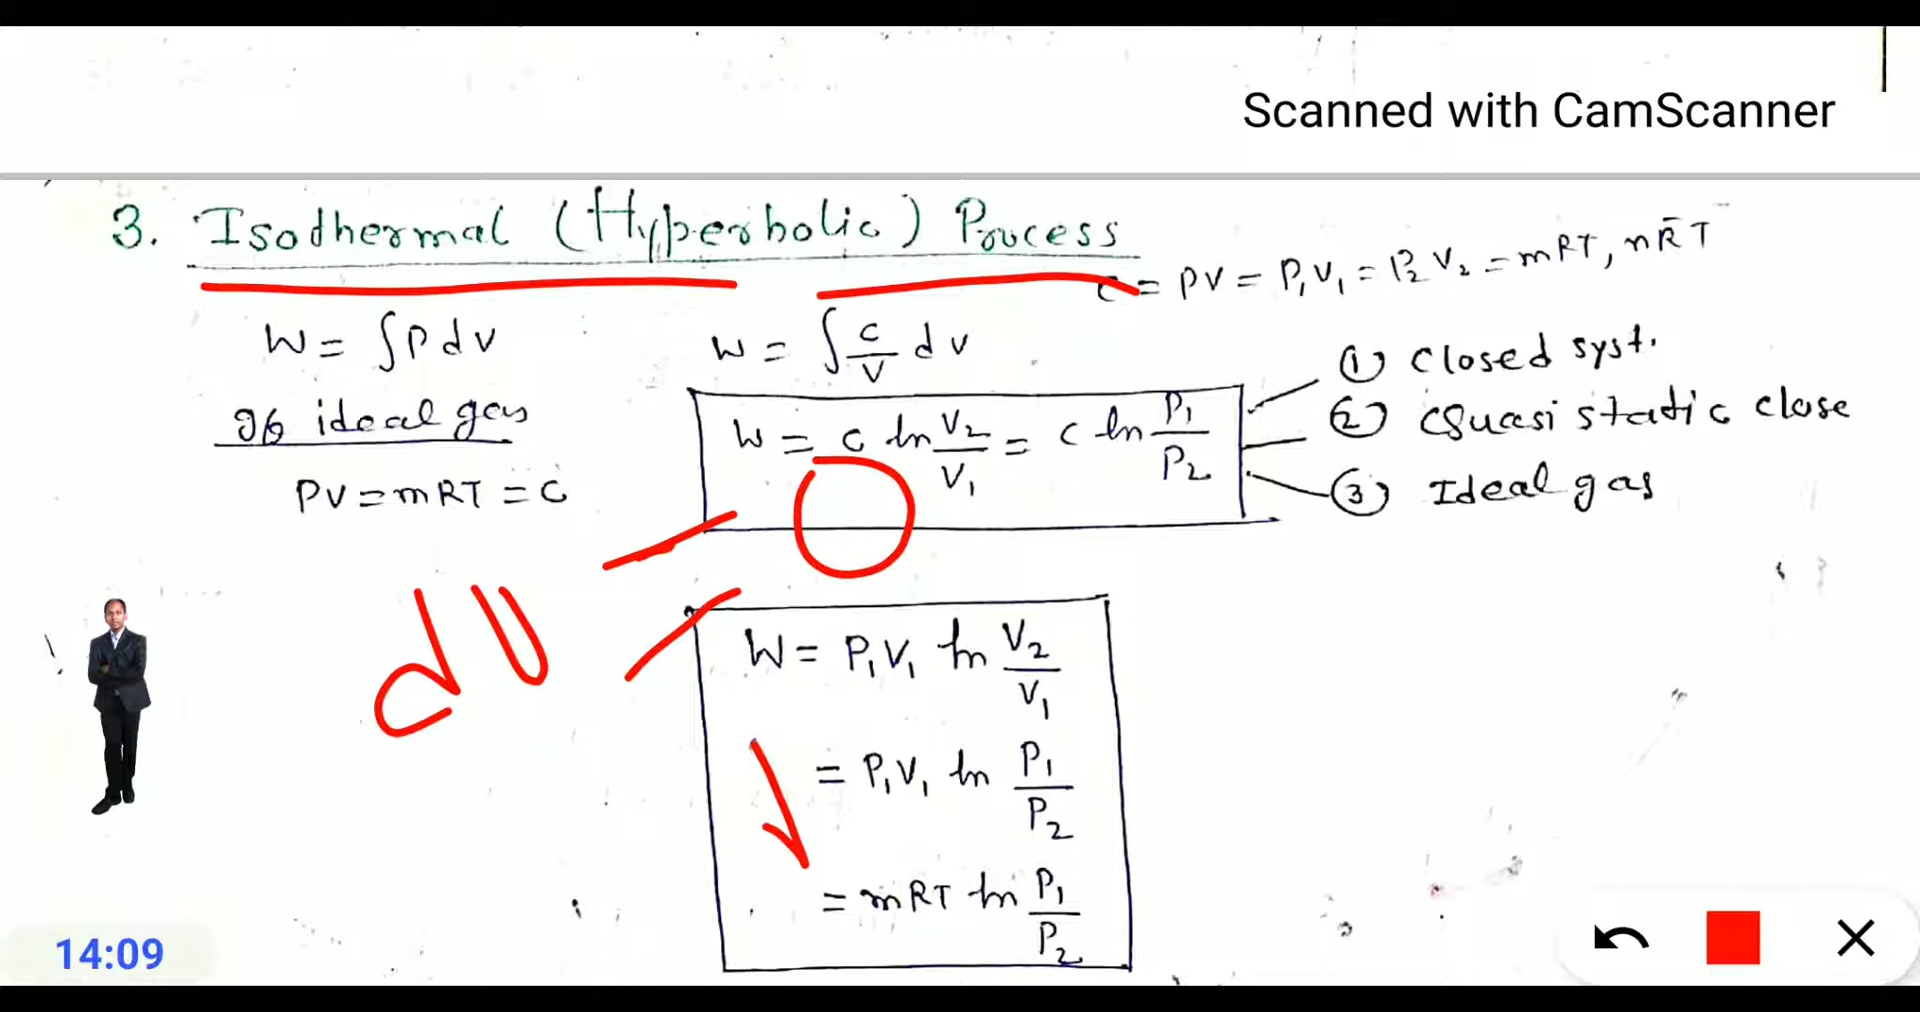 Scanned with CamScanner
3. Isothermal (Hyperbolic) Process
C = PV = P₁V₁ = P₂V₂ = mRT, nR̄T
W = ∫PdV
W = ∫ C/V dV
If ideal gas
PV = mRT = C
W = C ln V₂/V₁ = C ln P₁/P₂
① Closed syst.
② Quasi static close
③ Ideal gas
dU
W = P₁V₁ ln V₂/V₁
= P₁V₁ ln P₁/P₂
= mRT ln P₁/P₂
14:09